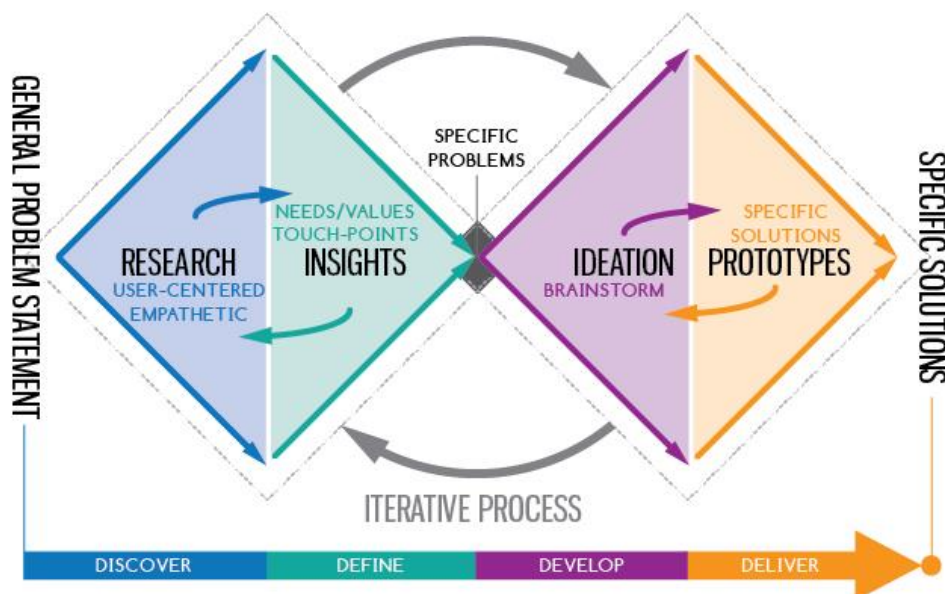 GENERAL PROBLEM STATEMENT
SPECIFIC
PROBLEMS
RESEARCH
USER-CENTERED
EMPATHETIC
NEEDS/VALUES
TOUCH-POINTS
INSIGHTS
IDEATION
BRAINSTORM
SPECIFIC
SOLUTIONS
PROTOTYPES
SPECIFIC SOLUTIONS
ITERATIVE PROCESS
DISCOVER
DEFINE
DEVELOP
DELIVER